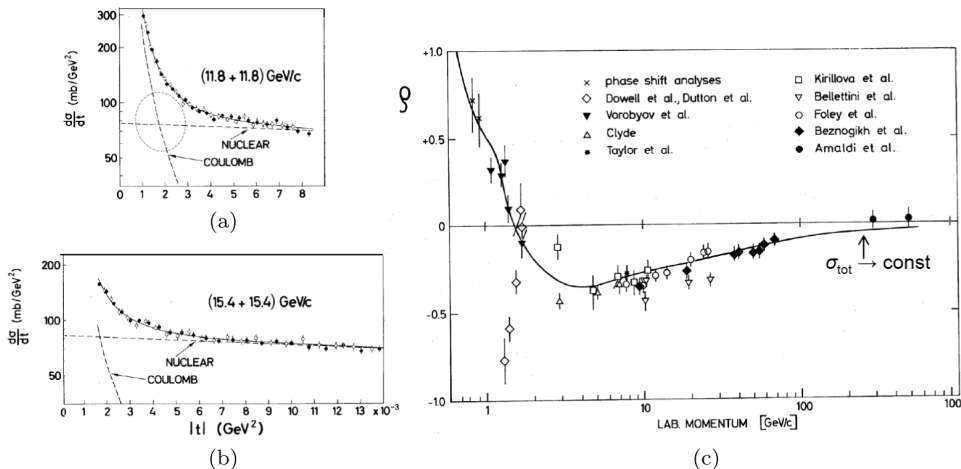 300
200
100
50
dσ/dt (mb/GeV²)
(11.8 + 11.8) GeV/c
NUCLEAR
COULOMB
0 1 2 3 4 5 6 7 8
(a)
200
100
50
dσ/dt (mb/GeV²)
(15.4 + 15.4) GeV/c
NUCLEAR
COULOMB
0 1 2 3 4 5 6 7 8 9 10 11 12 13 x 10⁻³
|t| (GeV²)
(b)
+1.0
+0.5
0
-0.5
-1.0
ρ
× phase shift analyses
◇ Dowell et al., Dutton et al.
▼ Vorobyov et al.
△ Clyde
Taylor et al.
□ Kirillova et al.
▽ Bellettini et al.
○ Foley et al.
◆ Beznogikh et al.
● Amaldi et al.
σtot → const
1 10 100 1000
LAB. MOMENTUM [GeV/c]
(c)